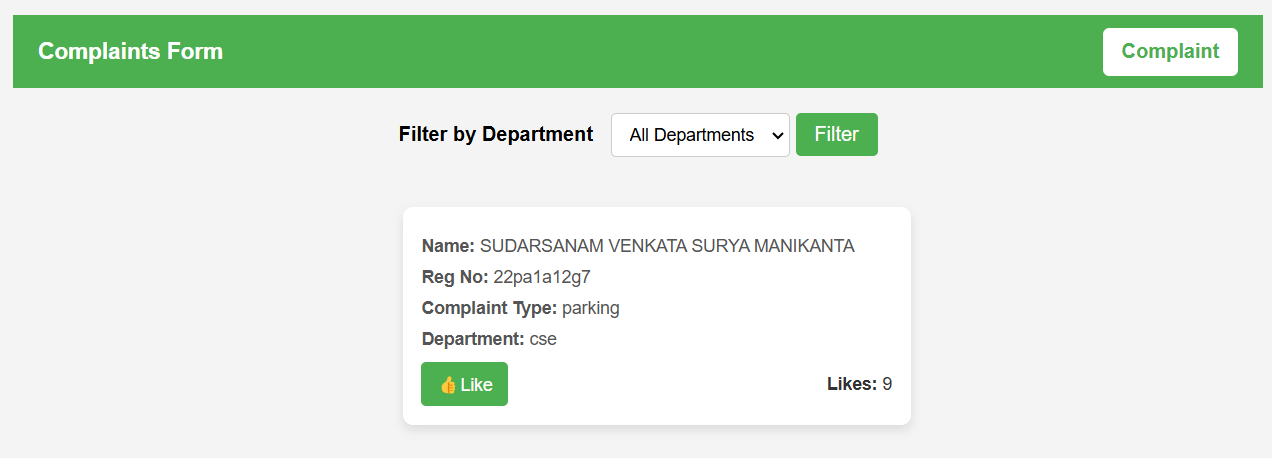 Complaints Form Complaint
Filter by Department All Departments Filter
Name: SUDARSANAM VENKATA SURYA MANIKANTA
Reg No: 22pa1a12g7
Complaint Type: parking
Department: cse
👍 Like Likes: 9